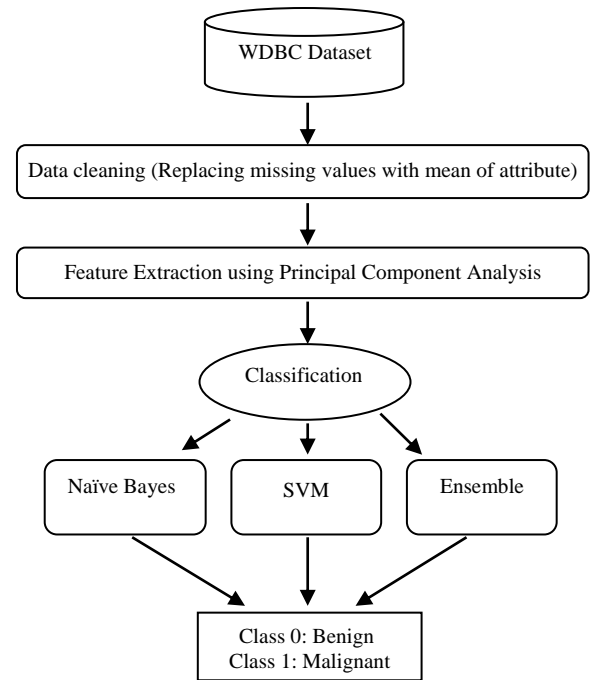 WDBC Dataset
Data cleaning (Replacing missing values with mean of attribute)
Feature Extraction using Principal Component Analysis
Classification
Naïve Bayes
SVM
Ensemble
Class 0: Benign
Class 1: Malignant